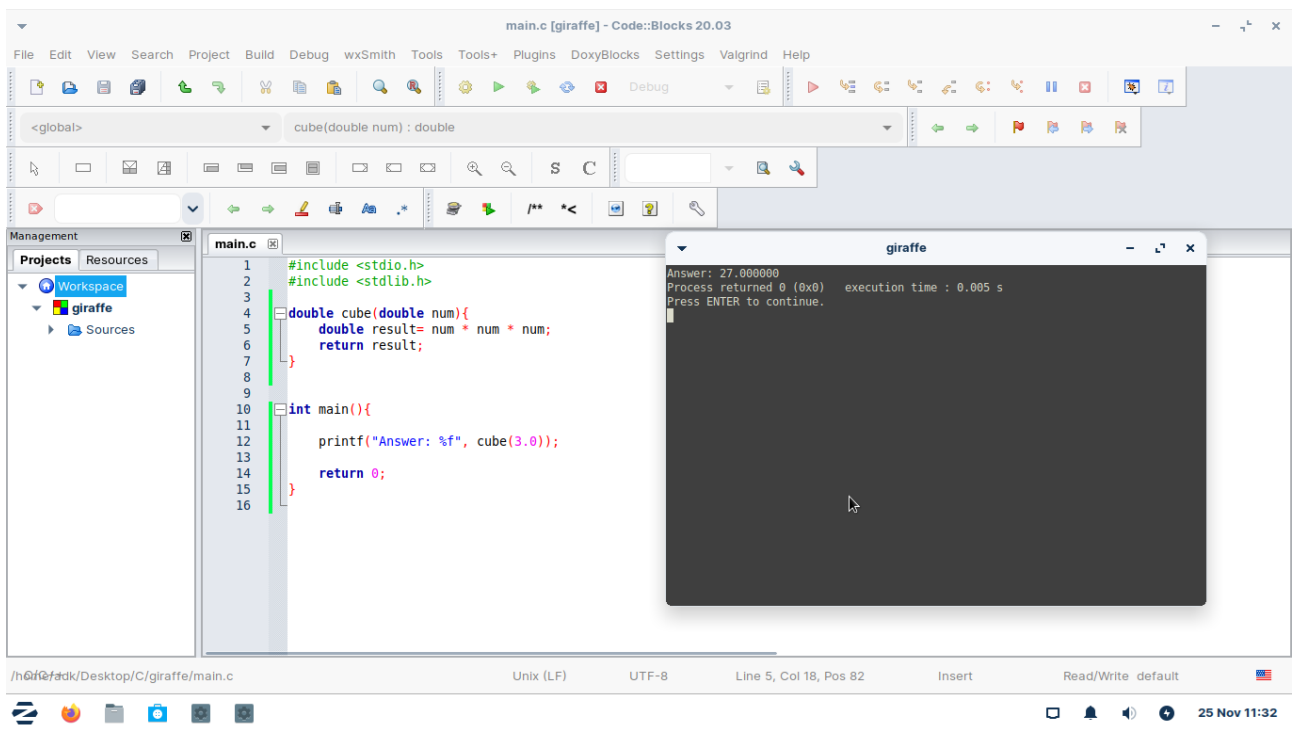 main.c [giraffe] - Code::Blocks 20.03
File Edit View Search Project Build Debug wxSmith Tools Tools+ Plugins DoxyBlocks Settings Valgrind Help
Debug
<global>
cube(double num) : double
S C
/** *<
Management
Projects Resources
Workspace
giraffe
Sources
main.c
1 #include <stdio.h>
2 #include <stdlib.h>
3
4 double cube(double num){
5 double result= num * num * num;
6 return result;
7 }
8
9
10 int main(){
11
12 printf("Answer: %f", cube(3.0));
13
14 return 0;
15 }
16
giraffe
Answer: 27.000000
Process returned 0 (0x0) execution time : 0.005 s
Press ENTER to continue.
/Desktop/C/giraffe/main.c
Unix (LF)
UTF-8
Line 5, Col 18, Pos 82
Insert
Read/Write default
25 Nov 11:32